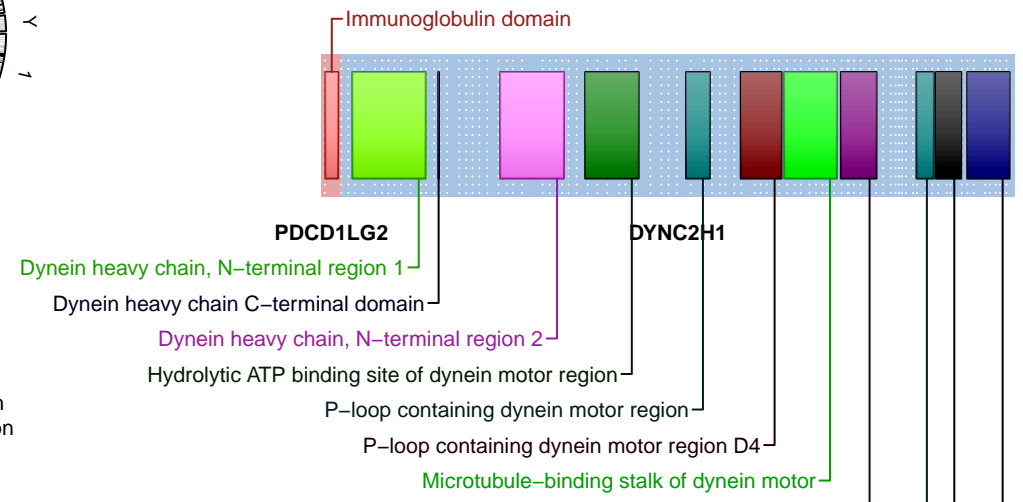 Immunoglobulin domain
Y
1
PDCD1LG2
DYNC2H1
Dynein heavy chain, N−terminal region 1
Dynein heavy chain C−terminal domain
Dynein heavy chain, N−terminal region 2
Hydrolytic ATP binding site of dynein motor region
P−loop containing dynein motor region
P−loop containing dynein motor region D4
Microtubule−binding stalk of dynein motor